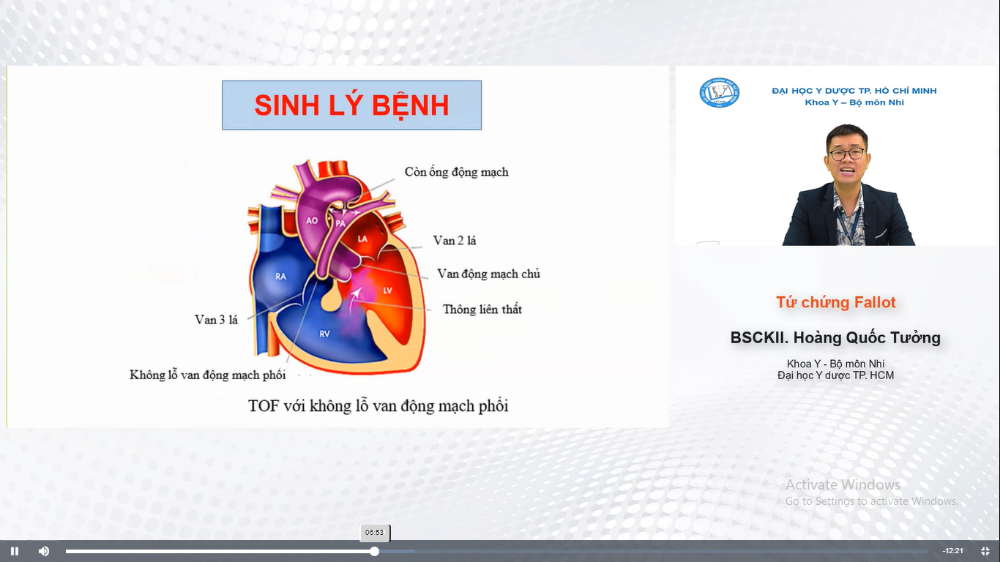 SINH LÝ BỆNH
Còn ống động mạch
AO
PA
LA
Van 2 lá
Van động mạch chủ
RA
LV
Thông liên thất
Van 3 lá
RV
Không lỗ van động mạch phổi
TOF với không lỗ van động mạch phổi
ĐẠI HỌC Y DƯỢC TP. HỒ CHÍ MINH
Khoa Y – Bộ môn Nhi
Tứ chứng Fallot
BSCKII. Hoàng Quốc Tưởng
Khoa Y - Bộ môn Nhi
Đại học Y dược TP. HCM
Activate Windows
Go to Settings to activate Windows.
06:53
-12:21